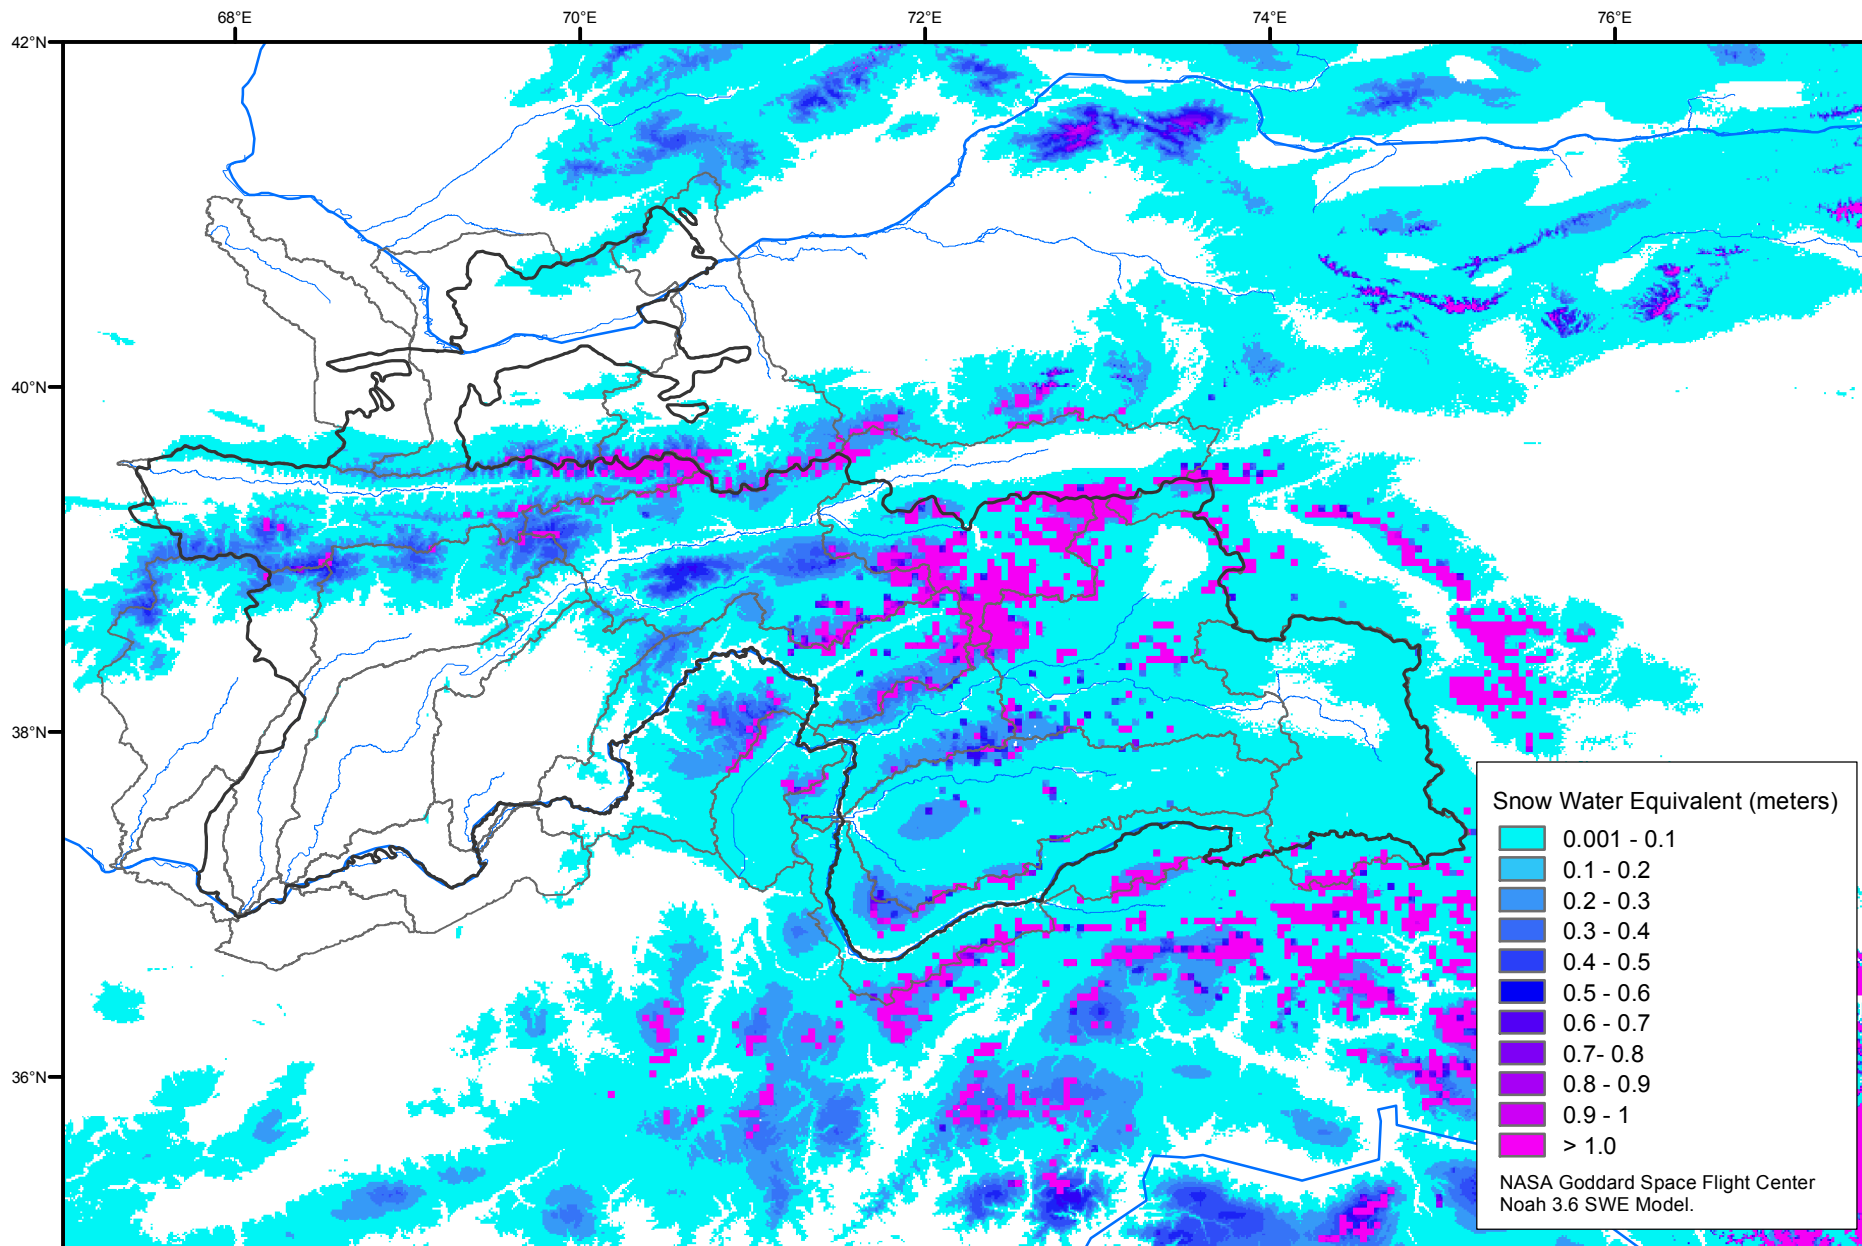 68°E
70°E
72°E
74°E
76°E
42°N
40°N
38°N
36°N
Snow Water Equivalent (meters)
0.001 - 0.1
0.1 - 0.2
0.2 - 0.3
0.3 - 0.4
0.4 - 0.5
0.5 - 0.6
0.6 - 0.7
0.7- 0.8
0.8 - 0.9
0.9 - 1
> 1.0
NASA Goddard Space Flight Center
Noah 3.6 SWE Model.